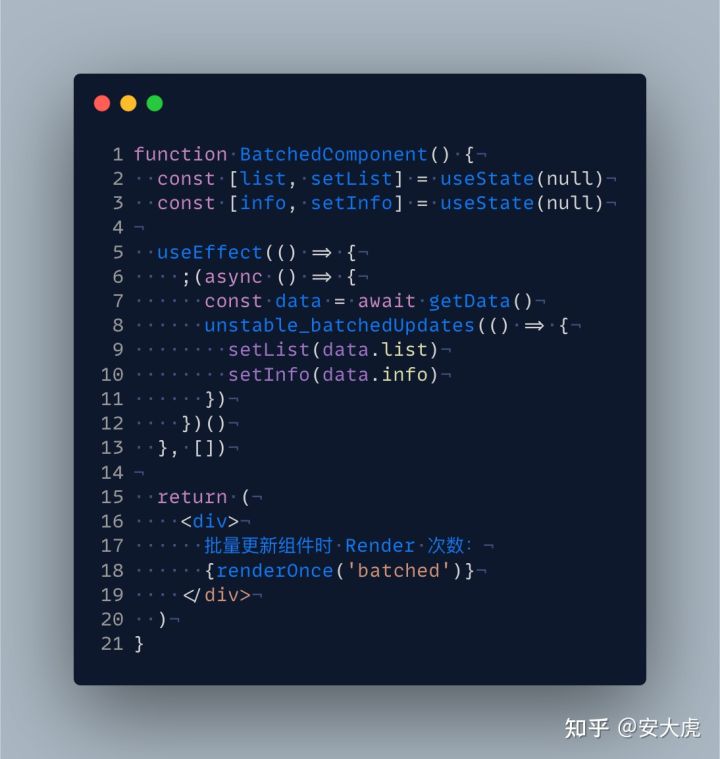 1 function BatchedComponent() {
2   const [list, setList] = useState(null)
3   const [info, setInfo] = useState(null)
4
5   useEffect(() => {
6     ;(async () => {
7       const data = await getData()
8       unstable_batchedUpdates(() => {
9         setList(data.list)
10         setInfo(data.info)
11       })
12     })()
13   }, [])
14
15   return (
16     <div>
17       批量更新组件时 Render 次数：
18       {renderOnce('batched')}
19     </div>
20   )
21 }
知乎 @安大虎